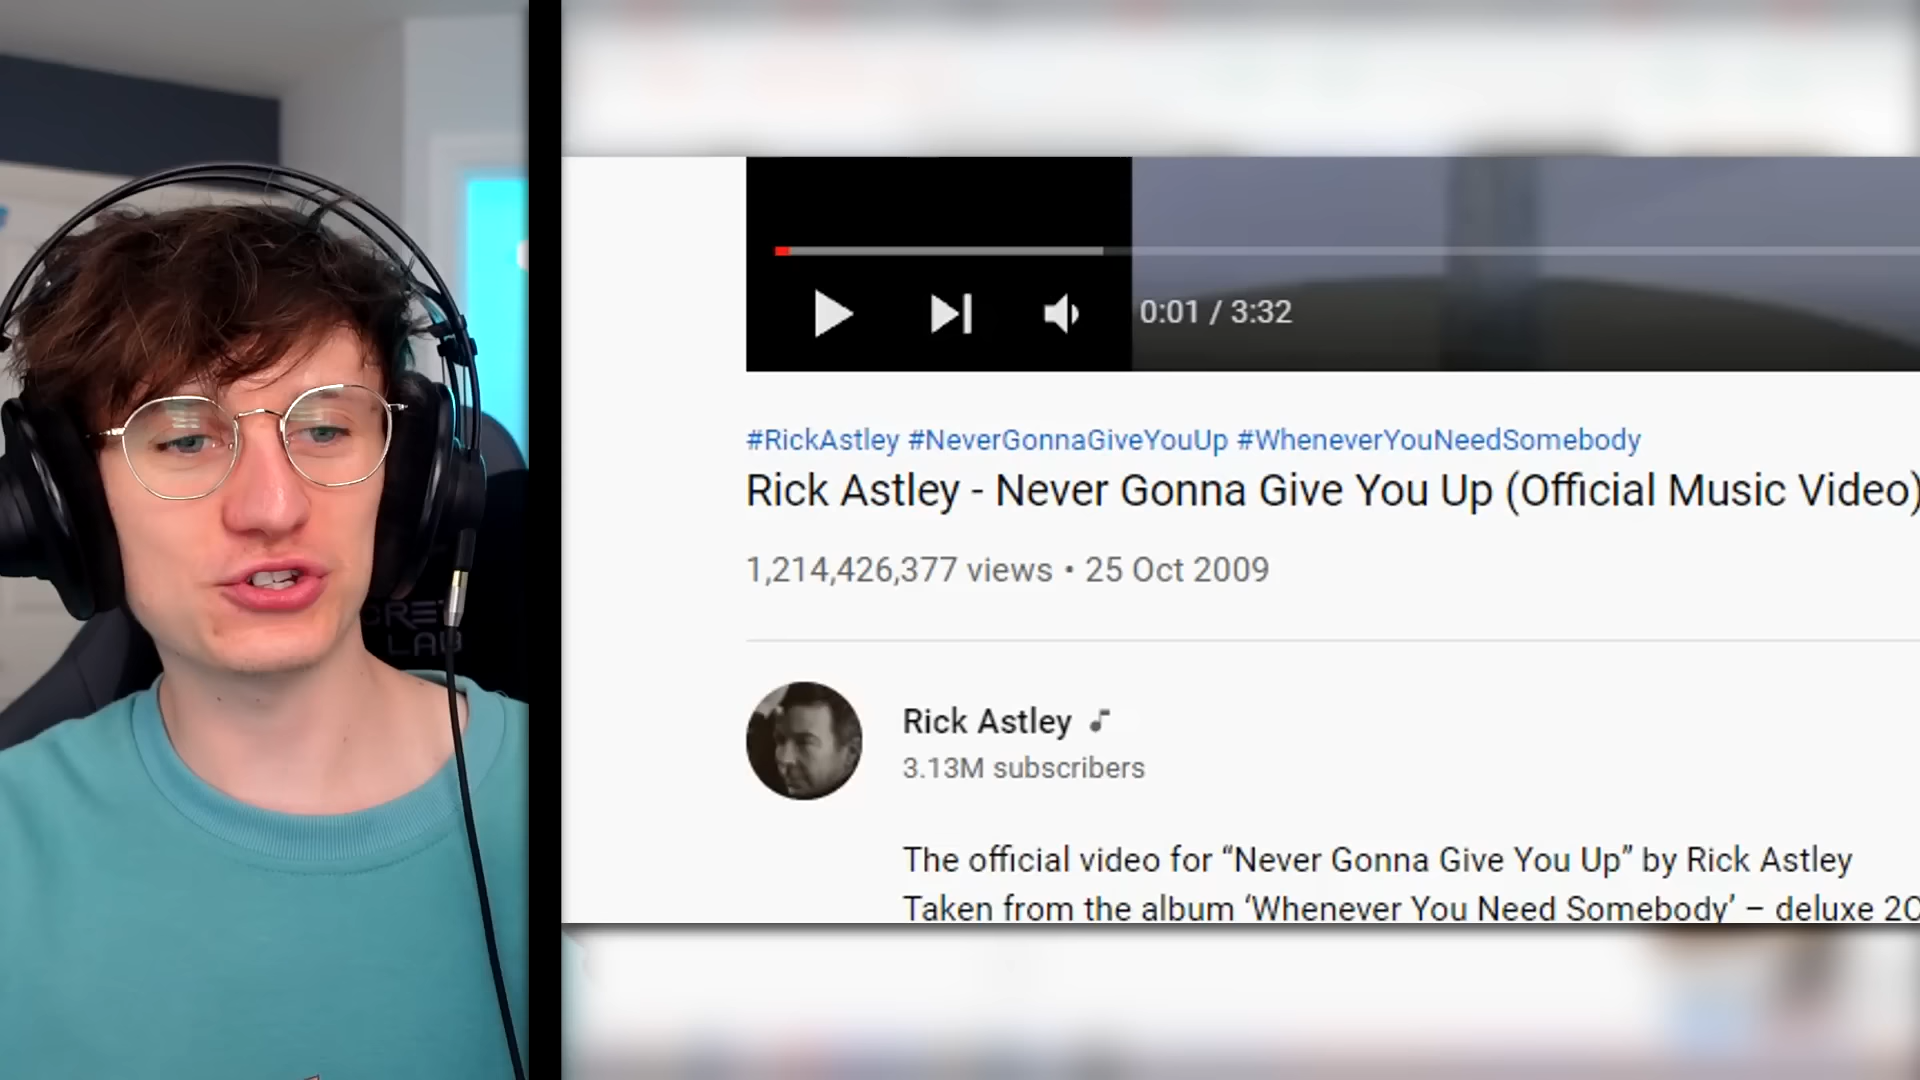 0:01 / 3:32
#RickAstley #NeverGonnaGiveYouUp #WheneverYouNeedSomebody
Rick Astley - Never Gonna Give You Up (Official Music Video)
1,214,426,377 views • 25 Oct 2009
Rick Astley
3.13M subscribers
The official video for “Never Gonna Give You Up” by Rick Astley
Taken from the album ‘Whenever You Need Somebody’ – deluxe 2C
CRET
LAB